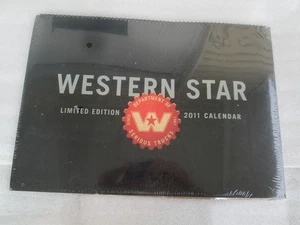 WESTERN STAR
LIMITED EDITION 2011 CALENDAR
DEPARTMENT OF
W
SERIOUS TRUCKS